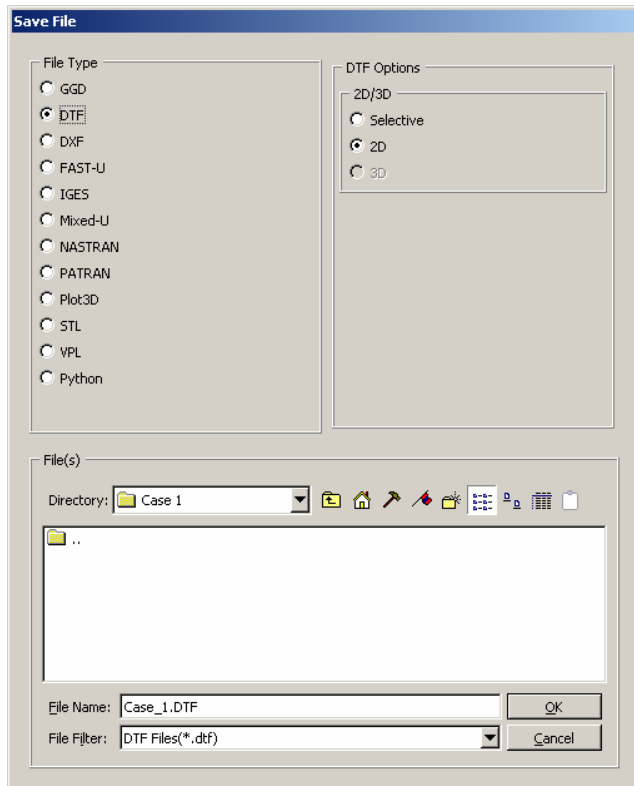 Save File
File Type
GGD
DTF
DXF
FAST-U
IGES
Mixed-U
NASTRAN
PATRAN
Plot3D
STL
VPL
Python
DTF Options
2D/3D
Selective
2D
3D
File(s)
Directory: Case 1
..
File Name: Case_1.DTF OK
File Filter: DTF Files(*.dtf) Cancel